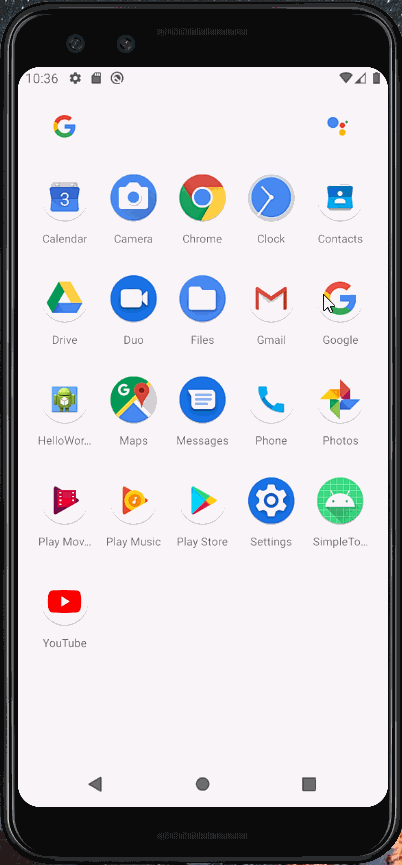 10:36
G
3
Calendar Camera Chrome Clock Contacts
Drive Duo Files Gmail Google
G
HelloWor... Maps Messages Phone Photos
Play Mov... Play Music Play Store Settings SimpleTo...
YouTube